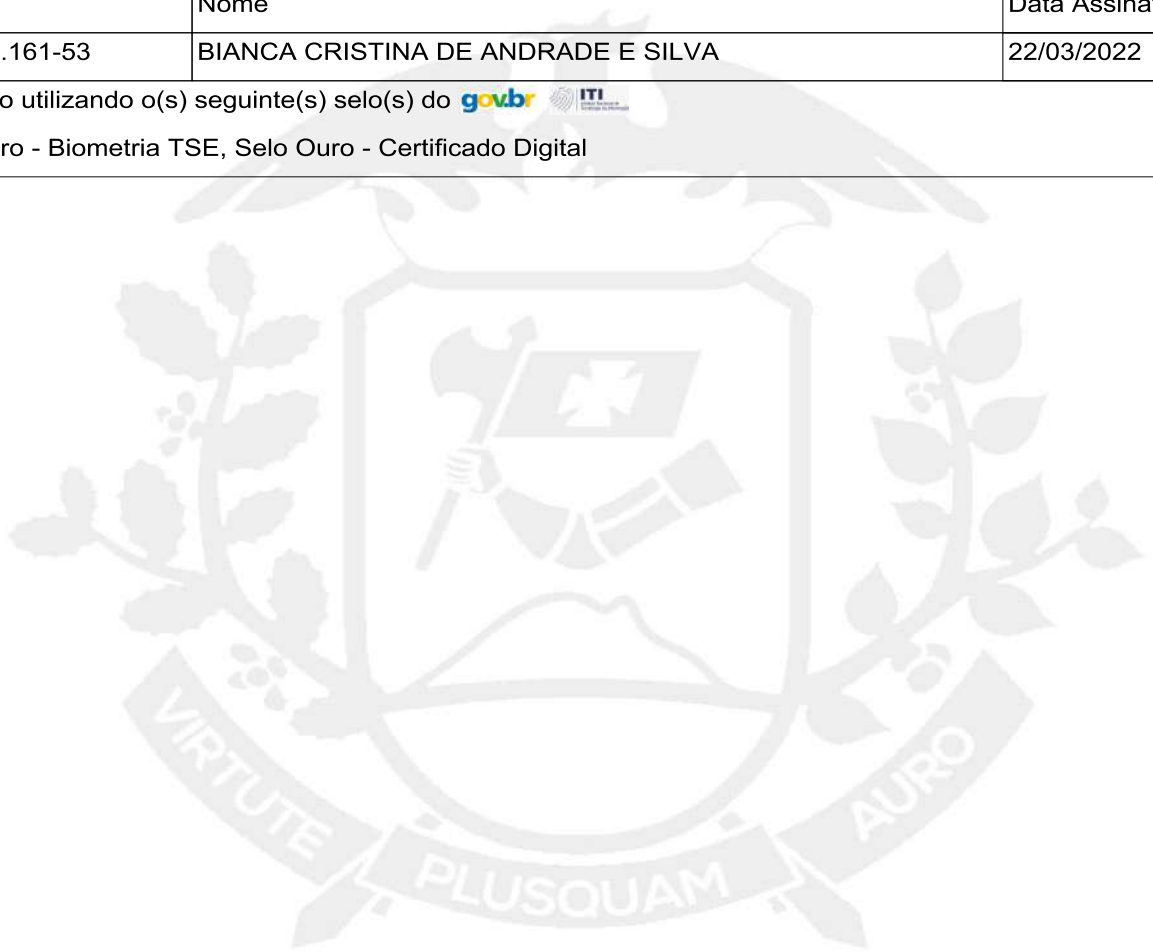 Nome Data Assina
.161-53 BIANCA CRISTINA DE ANDRADE E SILVA 22/03/2022
o utilizando o(s) seguinte(s) selo(s) do gov.br ITI
ro - Biometria TSE, Selo Ouro - Certificado Digital
VIRTUTE PLUSQUAM AURO